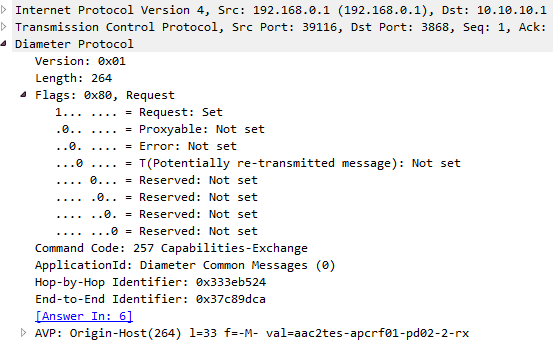 Internet Protocol Version 4, Src: 192.168.0.1 (192.168.0.1), Dst: 10.10.10.1
Transmission Control Protocol, Src Port: 39116, Dst Port: 3868, Seq: 1, Ack:
Diameter Protocol
Version: 0x01
Length: 264
Flags: 0x80, Request
1... .... = Request: Set
.0.. .... = Proxyable: Not set
..0. .... = Error: Not set
...0 .... = T(Potentially re-transmitted message): Not set
.... 0... = Reserved: Not set
.... .0.. = Reserved: Not set
.... ..0. = Reserved: Not set
.... ...0 = Reserved: Not set
Command Code: 257 Capabilities-Exchange
ApplicationId: Diameter Common Messages (0)
Hop-by-Hop Identifier: 0x333eb524
End-to-End Identifier: 0x37c89dca
[Answer In: 6]
AVP: Origin-Host(264) l=33 f=-M- val=aac2tes-apcrf01-pd02-2-rx